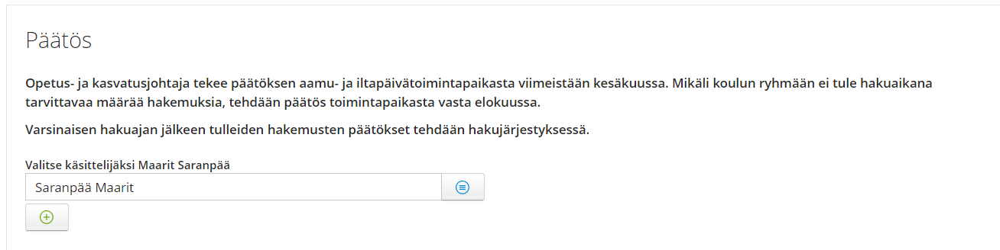 Päätös
Opetus- ja kasvatusjohtaja tekee päätöksen aamu- ja iltapäivätoimintapaikasta viimeistään kesäkuussa. Mikäli koulun ryhmään ei tule hakuaikana
tarvittavaa määrää hakemuksia, tehdään päätös toimintapaikasta vasta elokuussa.
Varsinaisen hakuajan jälkeen tulleiden hakemusten päätökset tehdään hakujärjestyksessä.
Valitse käsittelijäksi Maarit Saranpää
Saranpää Maarit